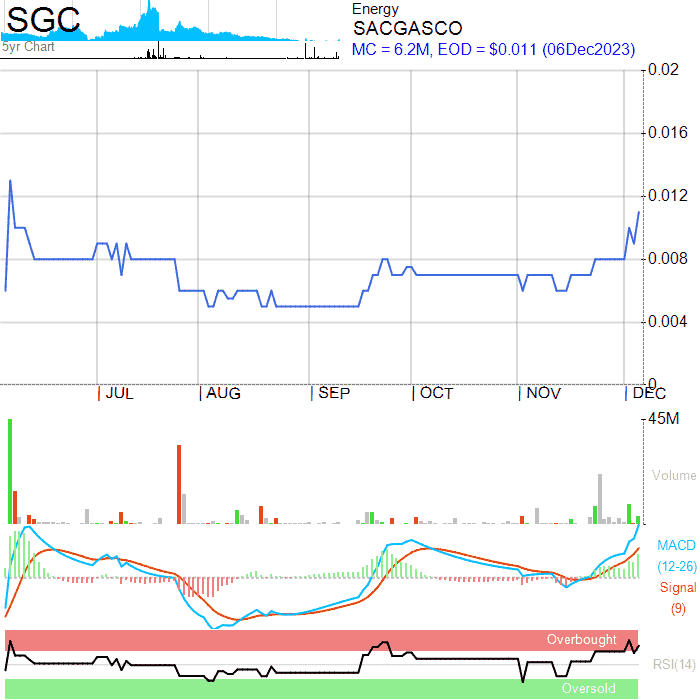 SGC
5yr Chart
Energy
SACGASCO
MC = 6.2M, EOD = $0.011 (06Dec2023)
0.02
0.016
0.012
0.008
0.004
0
JUL AUG SEP OCT NOV DEC
45M
Volume
MACD
(12-26)
Signal
(9)
Overbought
RSI(14)
Oversold